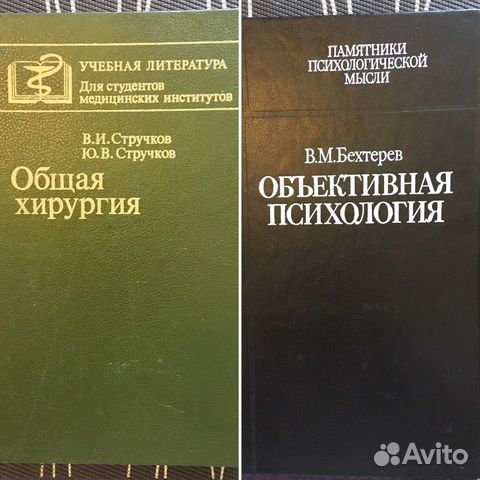 УЧЕБНАЯ ЛИТЕРАТУРА
Для студентов
медицинских институтов
В.И. Стручков
Ю.В. Стручков
Общая
хирургия
ПАМЯТНИКИ
ПСИХОЛОГИЧЕСКОЙ
МЫСЛИ
В.М.Бехтерев
ОБЪЕКТИВНАЯ
ПСИХОЛОГИЯ
Avito